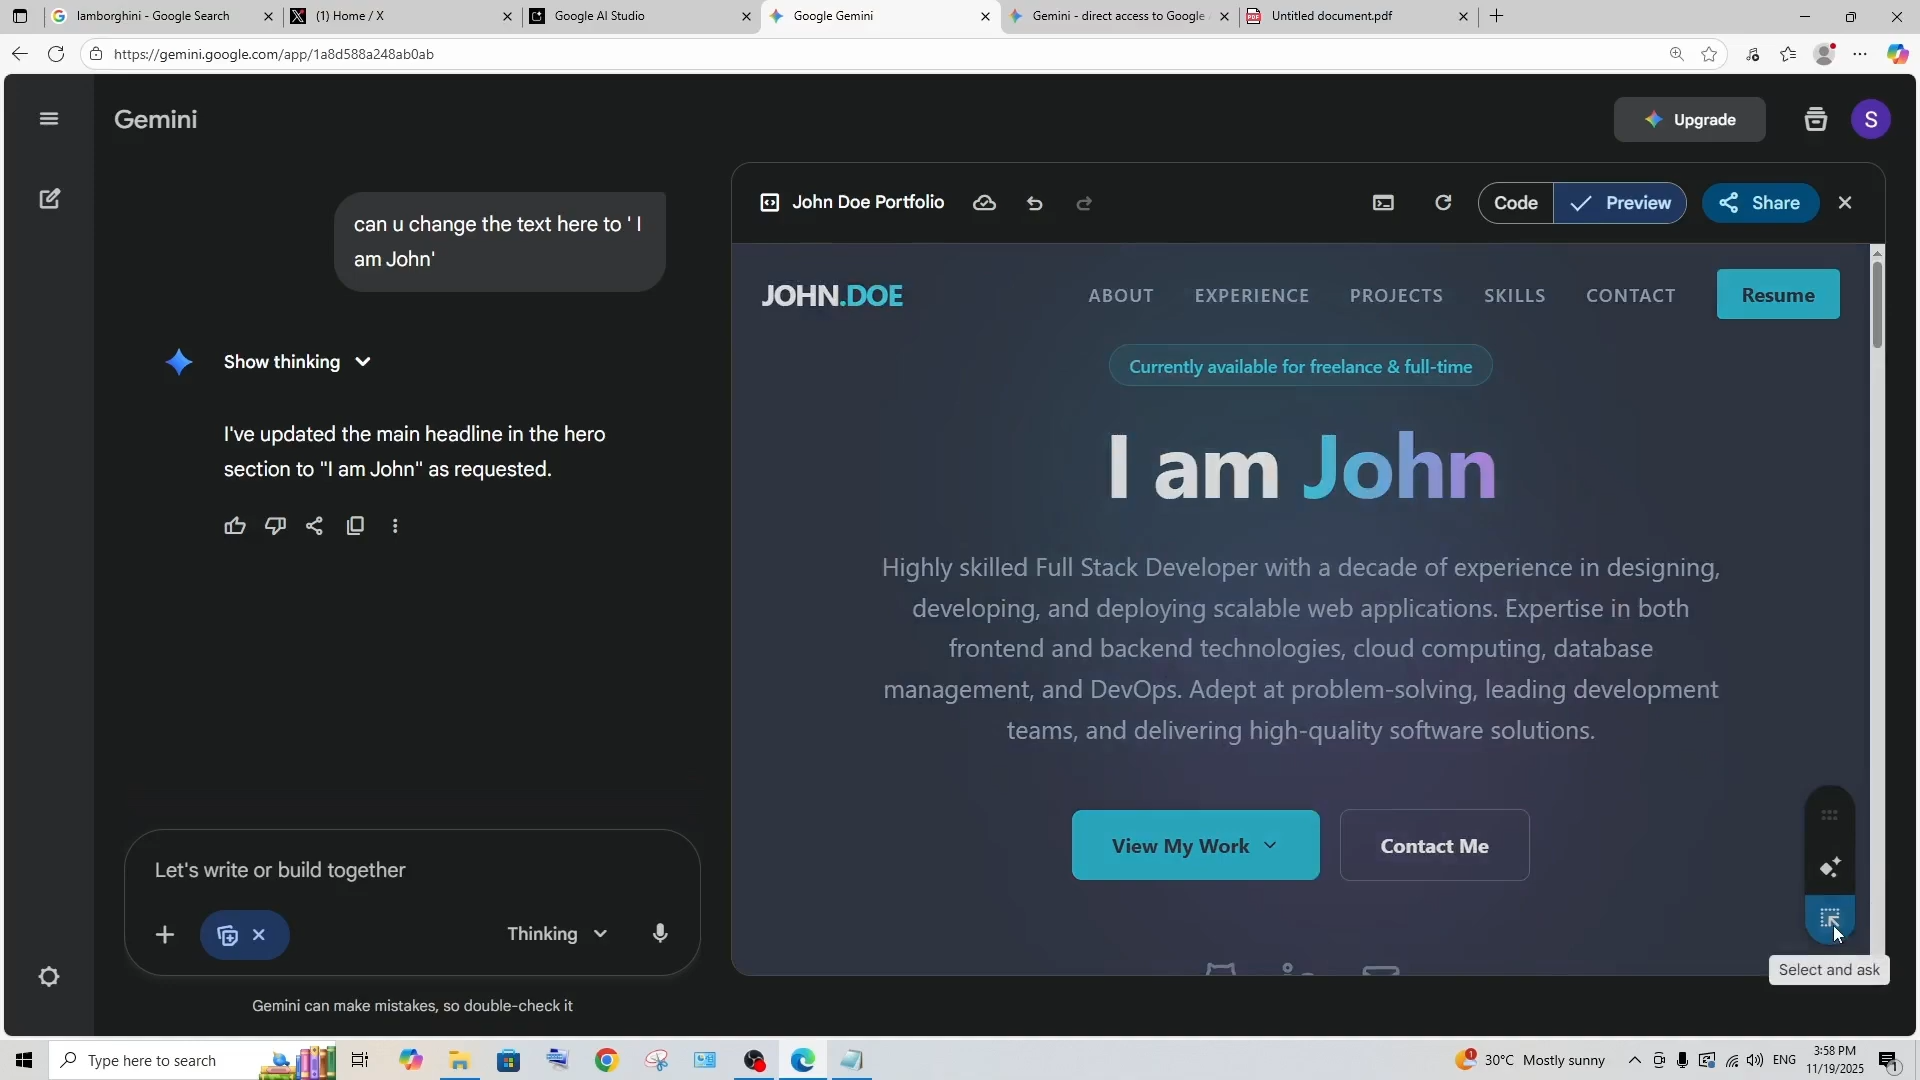 lamborghini - Google Search
(1) Home / X
Google AI Studio
Google Gemini
Gemini - direct access to Google
Untitled document.pdf
https://gemini.google.com/app/1a8d588a248ab0ab
Gemini
Upgrade
S
can u change the text here to ' I
am John'
Show thinking
I've updated the main headline in the hero
section to "I am John" as requested.
Let's write or build together
Thinking
Gemini can make mistakes, so double-check it
John Doe Portfolio
Code
Preview
Share
JOHN.DOE
ABOUT
EXPERIENCE
PROJECTS
SKILLS
CONTACT
Resume
Currently available for freelance & full-time
I am John
Highly skilled Full Stack Developer with a decade of experience in designing,
developing, and deploying scalable web applications. Expertise in both
frontend and backend technologies, cloud computing, database
management, and DevOps. Adept at problem-solving, leading development
teams, and delivering high-quality software solutions.
View My Work
Contact Me
Select and ask
Type here to search
30°C Mostly sunny
ENG
3:58 PM
11/19/2025